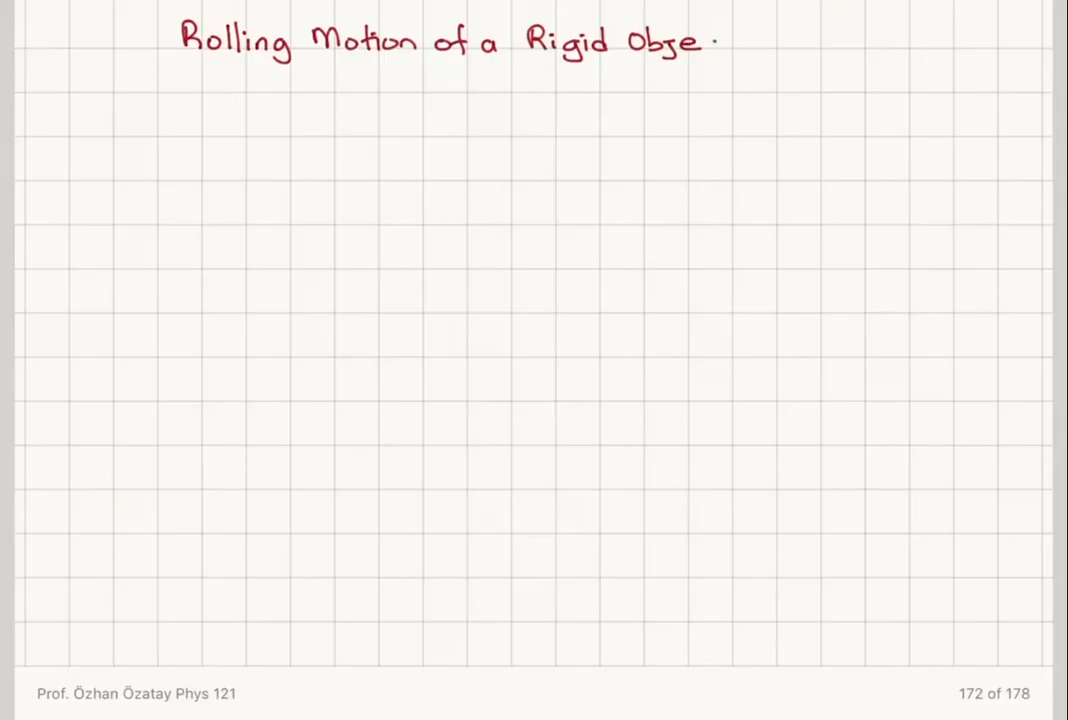 Rolling Motion of a Rigid Obje.
Prof. Özhan Özatay Phys 121
172 of 178